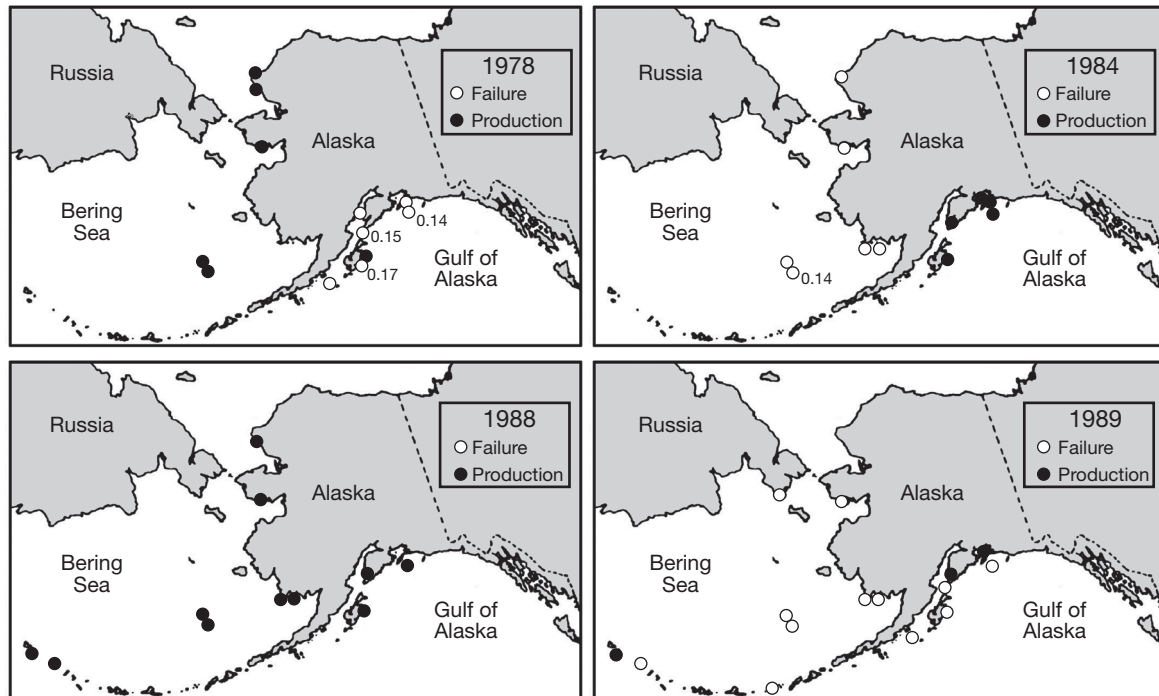 Russia
Alaska
Bering
Sea
Gulf of
Alaska
1978
Failure
Production
0.14
0.15
0.17
Russia
Alaska
Bering
Sea
Gulf of
Alaska
1984
Failure
Production
0.14
Russia
Alaska
Bering
Sea
Gulf of
Alaska
1988
Failure
Production
Russia
Alaska
Bering
Sea
Gulf of
Alaska
1989
Failure
Production